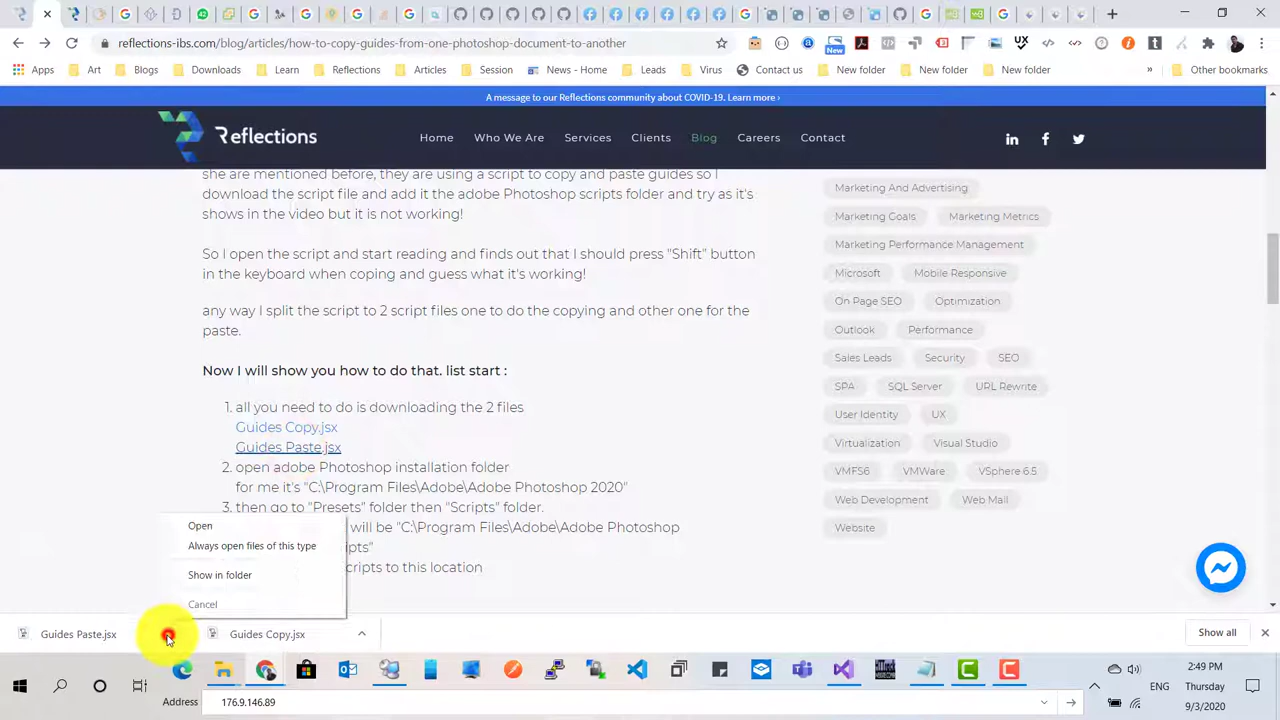 reflections-ibs.com/blog/articles/how-to-copy-guides-from-one-photoshop-document-to-another
New
Apps
Art
Blogs
Downloads
Learn
Reflections
Articles
Session
News - Home
Leads
Virus
Contact us
New folder
New folder
New folder
»
Other bookmarks
A message to our Reflections community about COVID-19. Learn more ›
Reflections
Home
Who We Are
Services
Clients
Blog
Careers
Contact
she are mentioned before, they are using a script to copy and paste guides so I
download the script file and add it the adobe Photoshop scripts folder and try as it's
shows in the video but it is not working!
So I open the script and start reading and finds out that I should press "Shift" button
in the keyboard when coping and guess what it's working!
any way I split the script to 2 script files one to do the copying and other one for the
paste.
Now I will show you how to do that. list start :
1. all you need to do is downloading the 2 files
Guides Copy.jsx
Guides Paste.jsx
2. open adobe Photoshop installation folder
for me it's "C:\Program Files\Adobe\Adobe Photoshop 2020"
3. then go to "Presets" folder then "Scripts" folder.
will be "C:\Program Files\Adobe\Adobe Photoshop
ipts"
cripts to this location
Marketing And Advertising
Marketing Goals
Marketing Metrics
Marketing Performance Management
Microsoft
Mobile Responsive
On Page SEO
Optimization
Outlook
Performance
Sales Leads
Security
SEO
SPA
SQL Server
URL Rewrite
User Identity
UX
Virtualization
Visual Studio
VMFS6
VMWare
VSphere 6.5
Web Development
Web Mail
Website
Open
Always open files of this type
Show in folder
Cancel
Guides Paste.jsx
Guides Copy.jsx
Show all
ENG
2:49 PM
Thursday
9/3/2020
Address
176.9.146.89